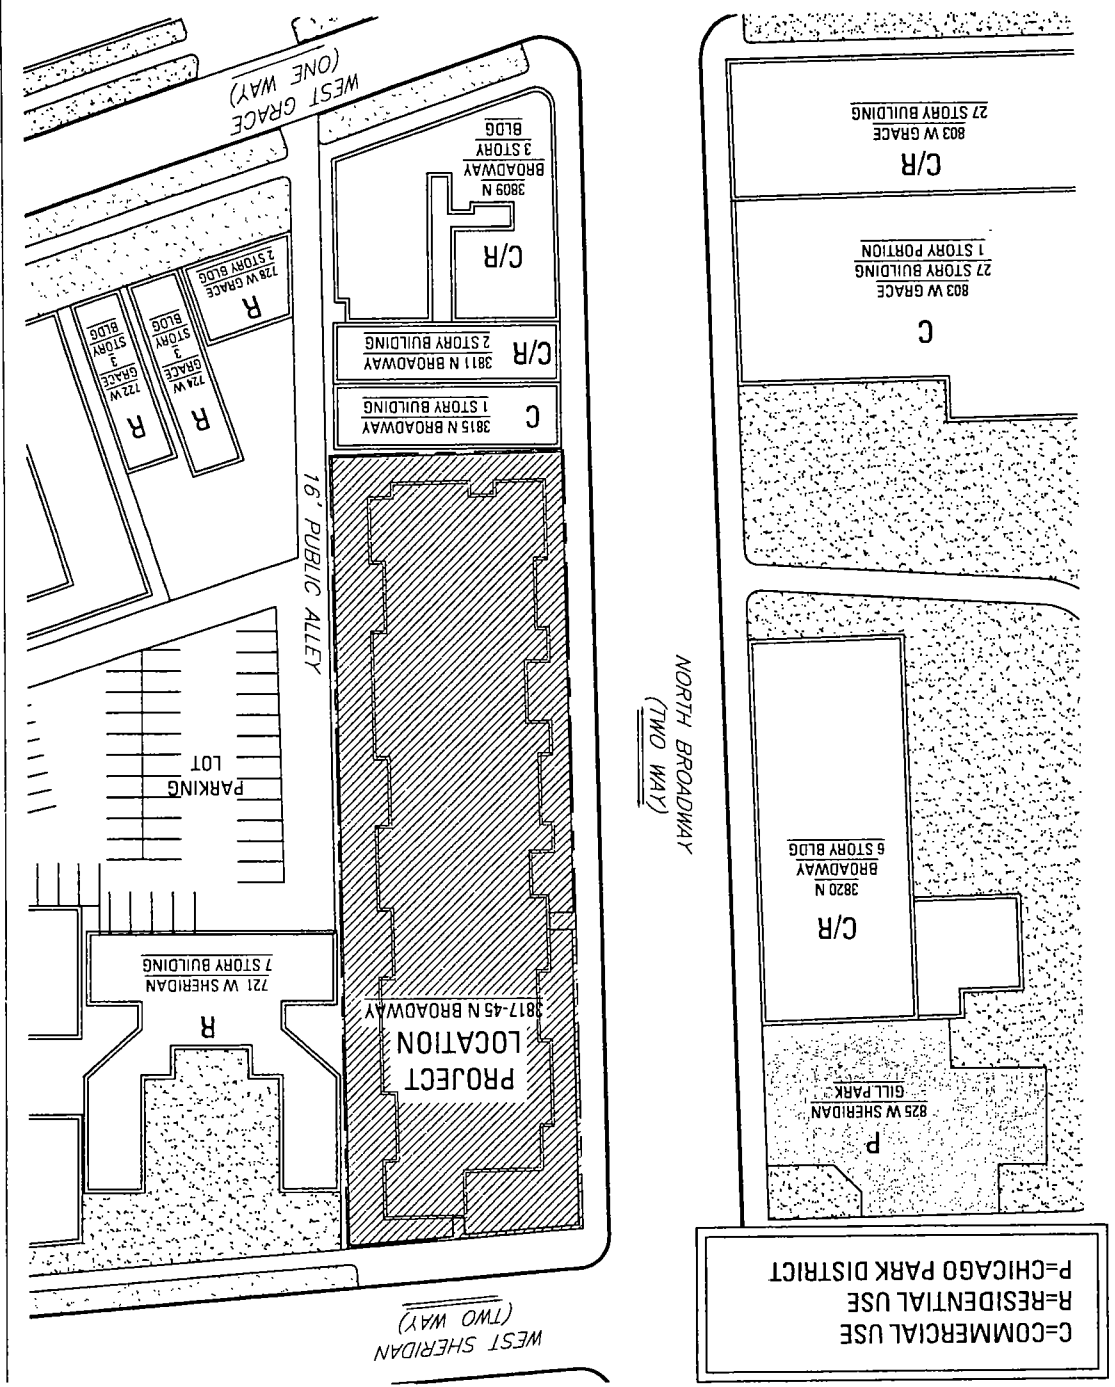 C=COMMERCIAL USE
R=RESIDENTIAL USE
P=CHICAGO PARK DISTRICT
WEST SHERIDAN
(TWO WAY)
P
825 W SHERIDAN
GILL PARK
PROJECT
LOCATION
3817-45 N BROADWAY
R
721 W SHERIDAN
7 STORY BUILDING
C/R
3820 N
BROADWAY
6 STORY BLDG
NORTH BROADWAY
(TWO WAY)
PARKING
LOT
16' PUBLIC ALLEY
C
803 W GRACE
27 STORY BUILDING
1 STORY PORTION
C
3815 N BROADWAY
1 STORY BUILDING
C/R
3811 N BROADWAY
2 STORY BUILDING
R
724 W
GRACE
3
STORY
BLDG
R
722 W
GRACE
3
STORY
BLDG
R
728 W GRACE
2 STORY BLDG
C/R
3809 N
BROADWAY
3 STORY
BLDG
C/R
803 W GRACE
27 STORY BUILDING
WEST GRACE
(ONE WAY)